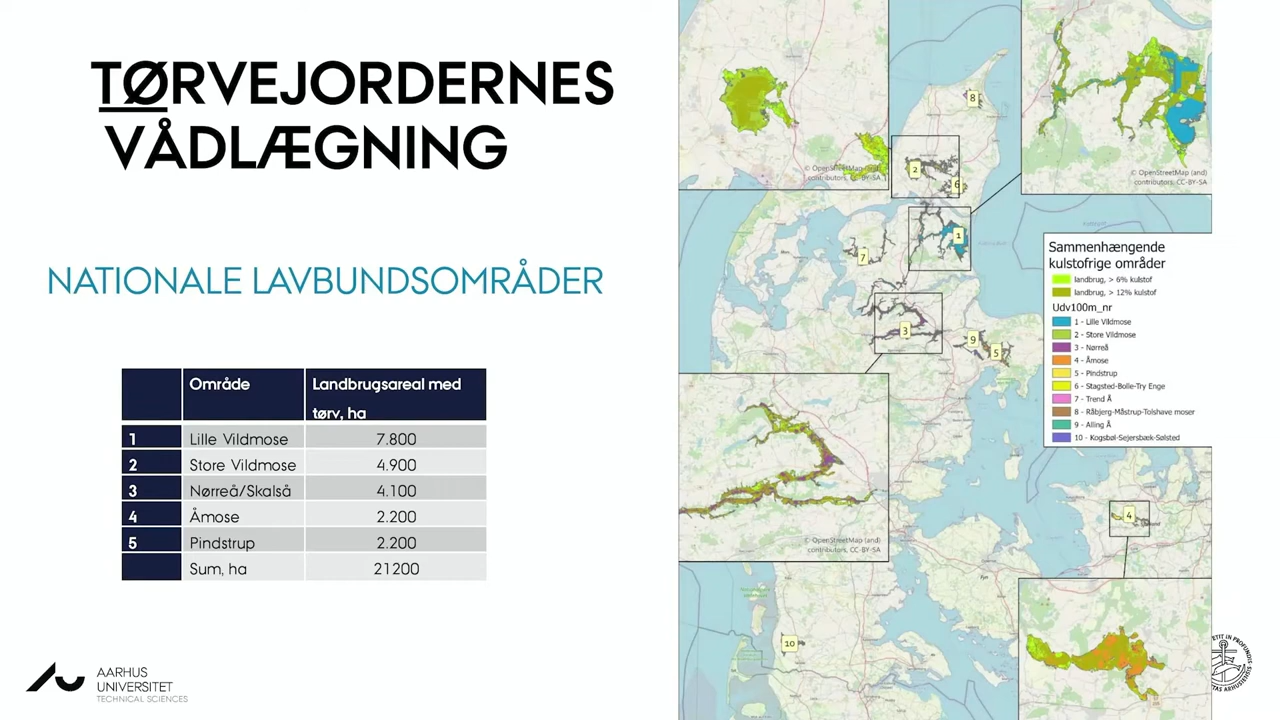 TØRVEJORDERNES
VÅDLÆGNING
NATIONALE LAVBUNDSOMRÅDER
Område Landbrugsareal med
tørv, ha
1 Lille Vildmose 7.800
2 Store Vildmose 4.900
3 Nørreå/Skalså 4.100
4 Åmose 2.200
5 Pindstrup 2.200
Sum, ha 21200
AARHUS
UNIVERSITET
TECHNICAL SCIENCES
© OpenStreetMap (and)
contributors, CC-BY-SA
© OpenStreetMap (and)
contributors, CC-BY-SA
8
2
6
1
7
3
9
5
Sammenhængende
kulstofrige områder
landbrug, > 6% kulstof
landbrug, > 12% kulstof
Udv100m_nr
1 - Lille Vildmose
2 - Store Vildmose
3 - Nørreå
4 - Åmose
5 - Pindstrup
6 - Stagsted-Bolle-Try Enge
7 - Trend Å
8 - Råbjerg-Måstrup-Tolshave moser
9 - Alling Å
10 - Kogsbøl-Sejersbæk-Sølsted
© OpenStreetMap (and)
contributors, CC-BY-SA
4
10